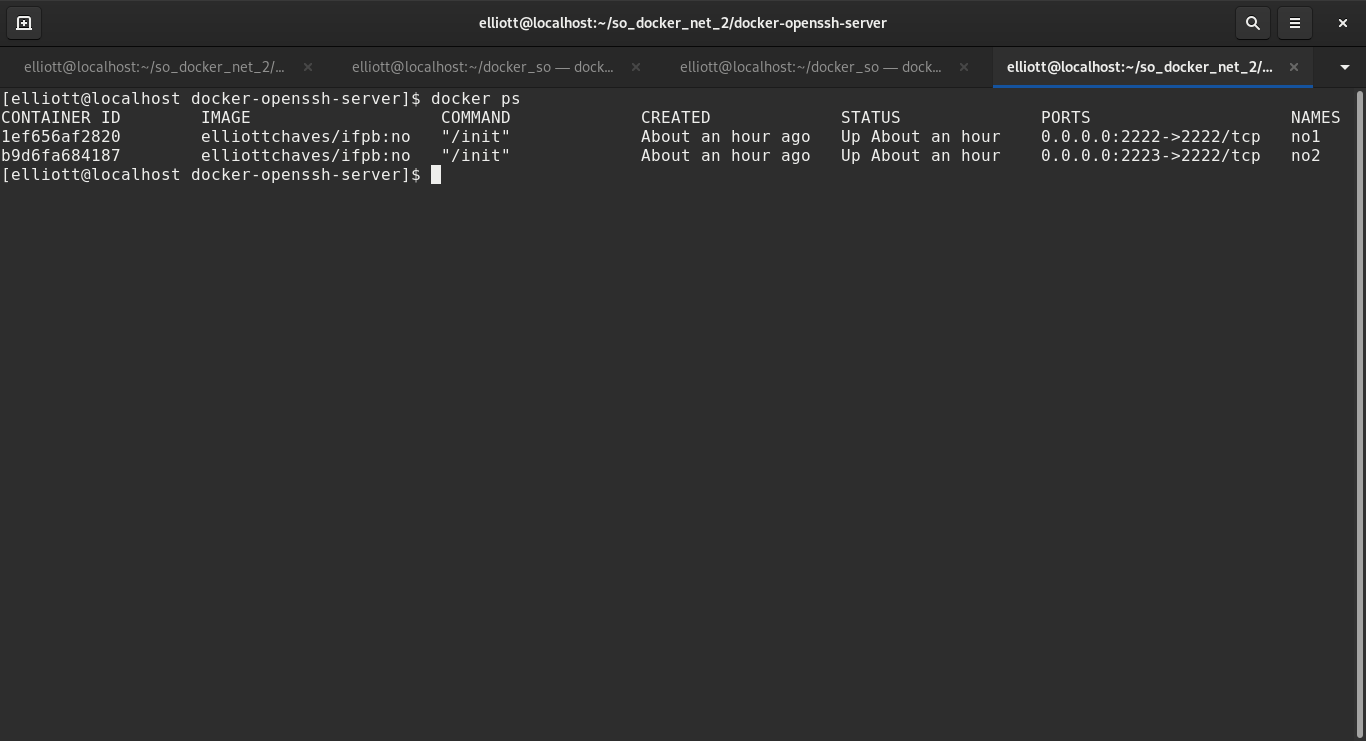 elliott@localhost:~/so_docker_net_2/docker-openssh-server
elliott@localhost:~/so_docker_net_2/... elliott@localhost:~/docker_so — dock... elliott@localhost:~/docker_so — dock... elliott@localhost:~/so_docker_net_2/...
[elliott@localhost docker-openssh-server]$ docker ps
CONTAINER ID        IMAGE                   COMMAND             CREATED             STATUS              PORTS                    NAMES
1ef656af2820        elliottchaves/ifpb:no   "/init"             About an hour ago   Up About an hour    0.0.0.0:2222->2222/tcp   no1
b9d6fa684187        elliottchaves/ifpb:no   "/init"             About an hour ago   Up About an hour    0.0.0.0:2223->2222/tcp   no2
[elliott@localhost docker-openssh-server]$